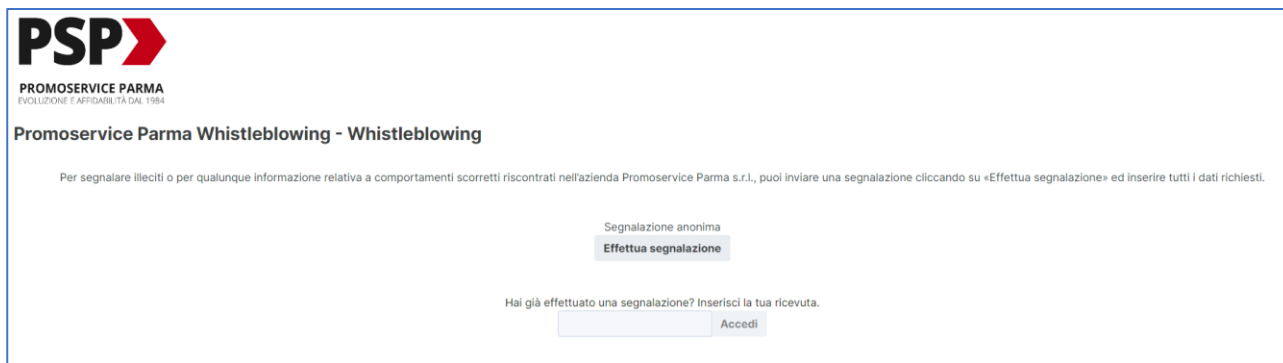 PSP
PROMOSERVICE PARMA
EVOLUZIONE E AFFIDABILITÀ DAL 1984
Promoservice Parma Whistleblowing - Whistleblowing
Per segnalare illeciti o per qualunque informazione relativa a comportamenti scorretti riscontrati nell'azienda Promoservice Parma s.r.l., puoi inviare una segnalazione cliccando su «Effettua segnalazione» ed inserire tutti i dati richiesti.
Segnalazione anonima
Effettua segnalazione
Hai già effettuato una segnalazione? Inserisci la tua ricevuta.
Accedi